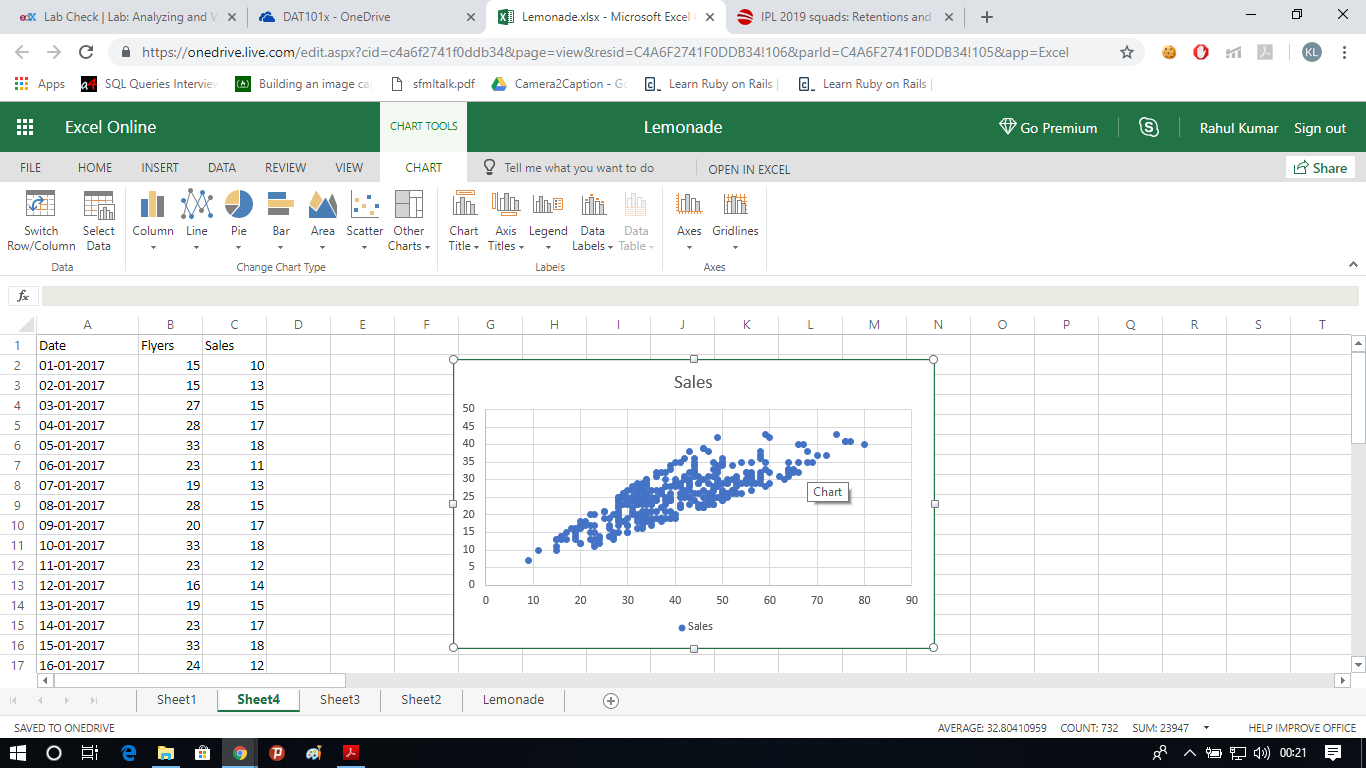 edX Lab Check | Lab: Analyzing and V
DAT101x - OneDrive
Lemonade.xlsx - Microsoft Excel
IPL 2019 squads: Retentions and
https://onedrive.live.com/edit.aspx?cid=c4a6f2741f0ddb34&page=view&resid=C4A6F2741F0DDB34!106&parId=C4A6F2741F0DDB34!105&app=Excel
KL
Apps
SQL Queries Interview
Building an image ca
sfmltalk.pdf
Camera2Caption - Go
Learn Ruby on Rails |
Learn Ruby on Rails |
Excel Online
CHART TOOLS
Lemonade
Go Premium
Rahul Kumar
Sign out
FILE HOME INSERT DATA REVIEW VIEW CHART Tell me what you want to do OPEN IN EXCEL Share
Switch Select Column Line Pie Bar Area Scatter Other Chart Axis Legend Data Data Axes Gridlines
Row/Column Data Charts Title Titles Labels Table
Data Change Chart Type Labels Axes
fx
A B C D E F G H I J K L M N O P Q R S T
1 Date Flyers Sales
2 01-01-2017 15 10
3 02-01-2017 15 13
4 03-01-2017 27 15
5 04-01-2017 28 17
6 05-01-2017 33 18
7 06-01-2017 23 11
8 07-01-2017 19 13
9 08-01-2017 28 15
10 09-01-2017 20 17
11 10-01-2017 33 18
12 11-01-2017 23 12
13 12-01-2017 16 14
14 13-01-2017 19 15
15 14-01-2017 23 17
16 15-01-2017 33 18
17 16-01-2017 24 12
Sales
50
45
40
35
30
25
20
15
10
5
0
0 10 20 30 40 50 60 70 80 90
Chart
Sales
Sheet1 Sheet4 Sheet3 Sheet2 Lemonade
SAVED TO ONEDRIVE
AVERAGE: 32.80410959 COUNT: 732 SUM: 23947
HELP IMPROVE OFFICE
00:21